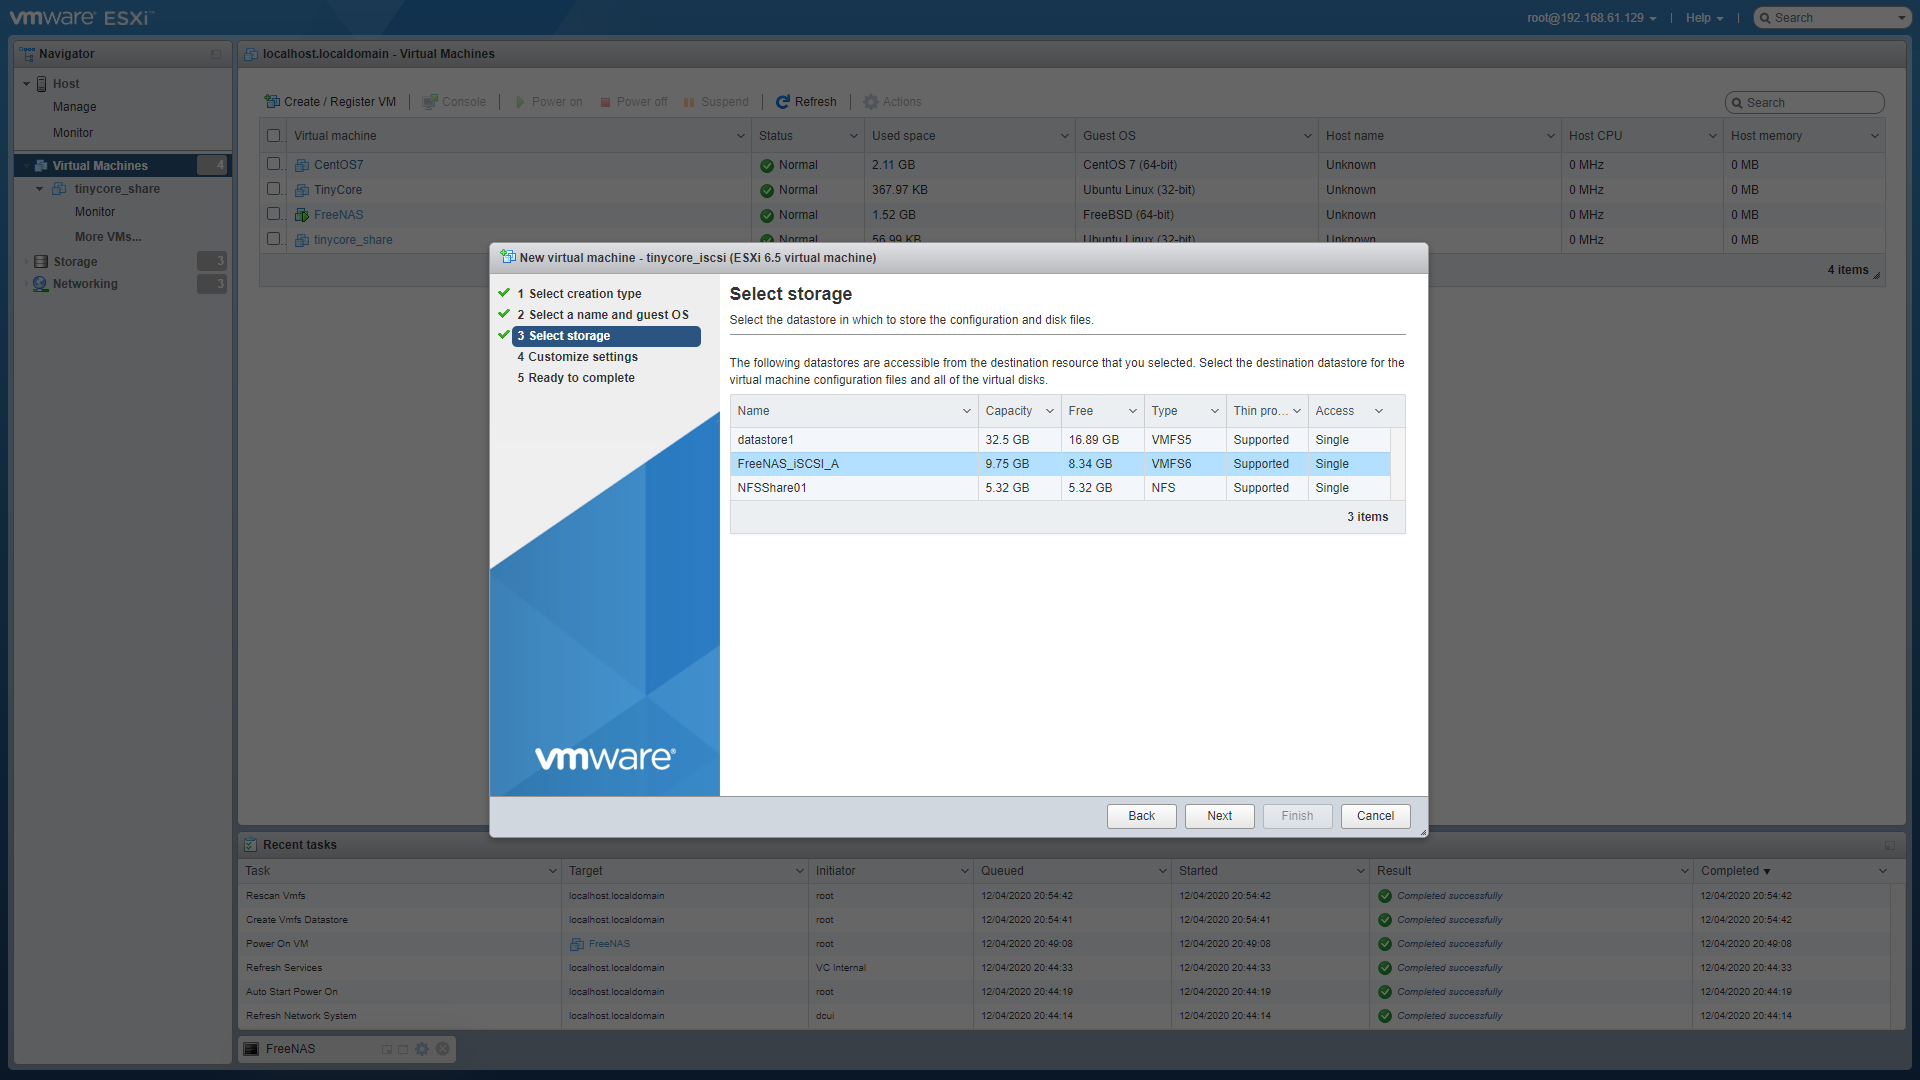 vmware ESXi
root@192.168.61.129 | Help | Search
Navigator
Host
Manage
Monitor
Virtual Machines 4
tinycore_share
Monitor
More VMs...
Storage 3
Networking 3
localhost.localdomain - Virtual Machines
Create / Register VM | Console | Power on Power off Suspend | Refresh | Actions
Search
Virtual machine Status Used space Guest OS Host name Host CPU Host memory
CentOS7 Normal 2.11 GB CentOS 7 (64-bit) Unknown 0 MHz 0 MB
TinyCore Normal 367.97 KB Ubuntu Linux (32-bit) Unknown 0 MHz 0 MB
FreeNAS Normal 1.52 GB FreeBSD (64-bit) Unknown 0 MHz 0 MB
tinycore_share Normal 56.99 KB Ubuntu Linux (32-bit) Unknown 0 MHz 0 MB
4 items
New virtual machine - tinycore_iscsi (ESXi 6.5 virtual machine)
1 Select creation type
2 Select a name and guest OS
3 Select storage
4 Customize settings
5 Ready to complete
vmware
Select storage
Select the datastore in which to store the configuration and disk files.
The following datastores are accessible from the destination resource that you selected. Select the destination datastore for the
virtual machine configuration files and all of the virtual disks.
Name Capacity Free Type Thin pro... Access
datastore1 32.5 GB 16.89 GB VMFS5 Supported Single
FreeNAS_iSCSI_A 9.75 GB 8.34 GB VMFS6 Supported Single
NFSShare01 5.32 GB 5.32 GB NFS Supported Single
3 items
Back Next Finish Cancel
Recent tasks
Task Target Initiator Queued Started Result Completed ▼
Rescan Vmfs localhost.localdomain root 12/04/2020 20:54:42 12/04/2020 20:54:42 Completed successfully 12/04/2020 20:54:42
Create Vmfs Datastore localhost.localdomain root 12/04/2020 20:54:41 12/04/2020 20:54:41 Completed successfully 12/04/2020 20:54:42
Power On VM FreeNAS root 12/04/2020 20:49:08 12/04/2020 20:49:08 Completed successfully 12/04/2020 20:49:08
Refresh Services localhost.localdomain VC Internal 12/04/2020 20:44:33 12/04/2020 20:44:33 Completed successfully 12/04/2020 20:44:33
Auto Start Power On localhost.localdomain root 12/04/2020 20:44:19 12/04/2020 20:44:19 Completed successfully 12/04/2020 20:44:19
Refresh Network System localhost.localdomain dcui 12/04/2020 20:44:14 12/04/2020 20:44:14 Completed successfully 12/04/2020 20:44:14
FreeNAS